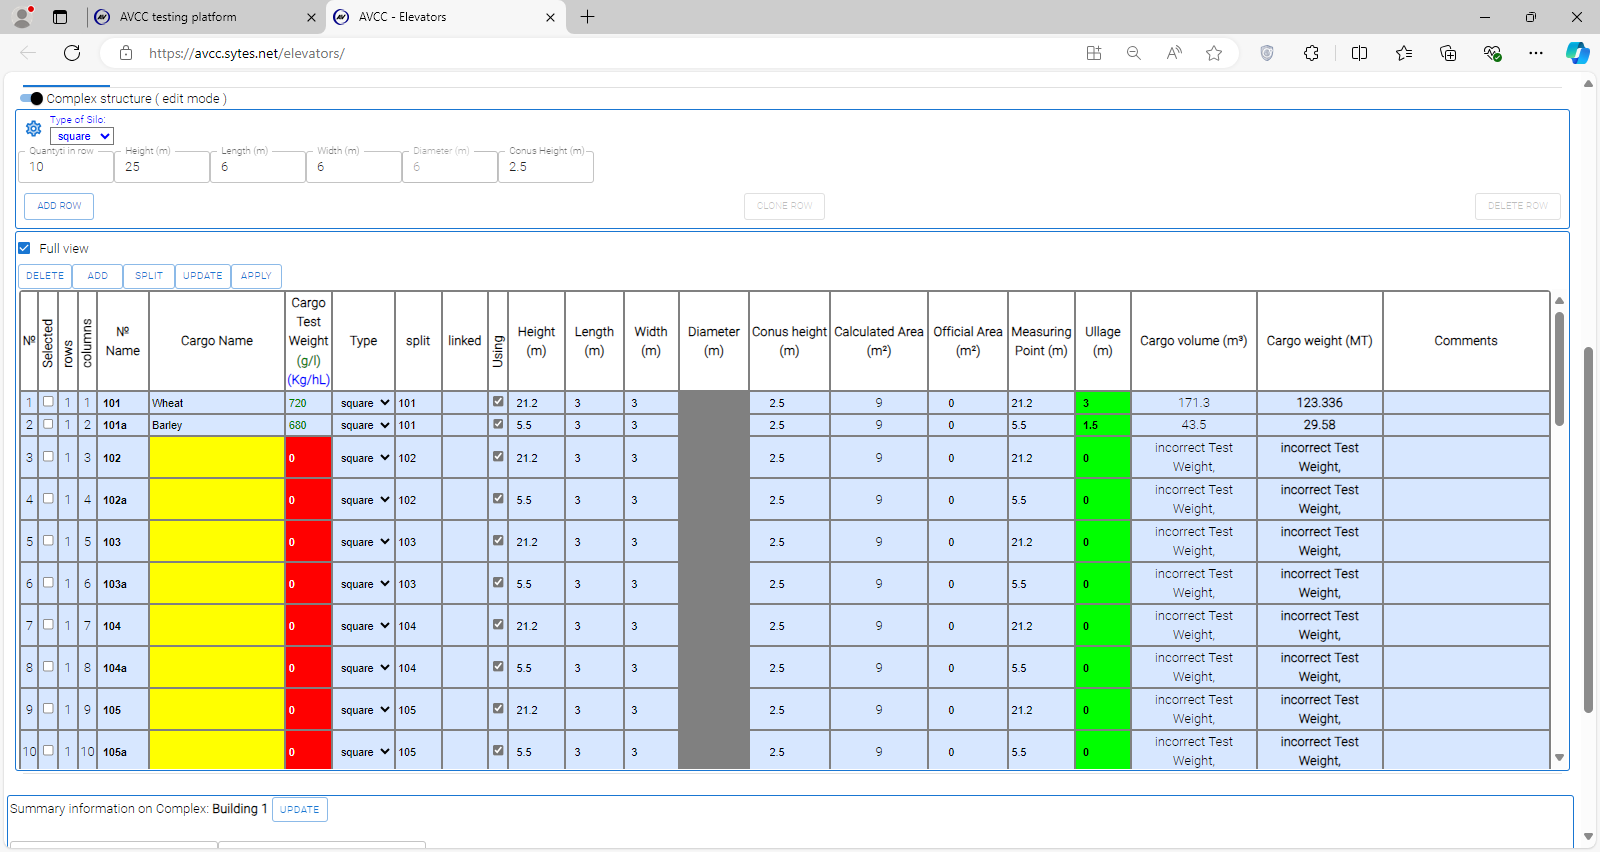 AVCC testing platform
AVCC - Elevators
https://avcc.sytes.net/elevators/
Complex structure ( edit mode )
Type of Silo:
square
Quantyti in row Height (m) Length (m) Width (m) Diameter (m) Conus Height (m)
10 25 6 6 6 2.5
ADD ROW CLONE ROW DELETE ROW
Full view
DELETE ADD SPLIT UPDATE APPLY
Nº Selected rows columns Nº Name Cargo Name Cargo Test Weight (g/l) (Kg/hL) Type split linked Using Height (m) Length (m) Width (m) Diameter (m) Conus height (m) Calculated Area (m²) Official Area (m²) Measuring Point (m) Ullage (m) Cargo volume (m³) Cargo weight (MT) Comments
1 1 1 101 Wheat 720 square 101 21.2 3 3 2.5 9 0 21.2 3 171.3 123.336
2 1 2 101a Barley 680 square 101 5.5 3 3 2.5 9 0 5.5 1.5 43.5 29.58
3 1 3 102 0 square 102 21.2 3 3 2.5 9 0 21.2 0 incorrect Test Weight, incorrect Test Weight,
4 1 4 102a 0 square 102 5.5 3 3 2.5 9 0 5.5 0 incorrect Test Weight, incorrect Test Weight,
5 1 5 103 0 square 103 21.2 3 3 2.5 9 0 21.2 0 incorrect Test Weight, incorrect Test Weight,
6 1 6 103a 0 square 103 5.5 3 3 2.5 9 0 5.5 0 incorrect Test Weight, incorrect Test Weight,
7 1 7 104 0 square 104 21.2 3 3 2.5 9 0 21.2 0 incorrect Test Weight, incorrect Test Weight,
8 1 8 104a 0 square 104 5.5 3 3 2.5 9 0 5.5 0 incorrect Test Weight, incorrect Test Weight,
9 1 9 105 0 square 105 21.2 3 3 2.5 9 0 21.2 0 incorrect Test Weight, incorrect Test Weight,
10 1 10 105a 0 square 105 5.5 3 3 2.5 9 0 5.5 0 incorrect Test Weight, incorrect Test Weight,
Summary information on Complex: Building 1 UPDATE